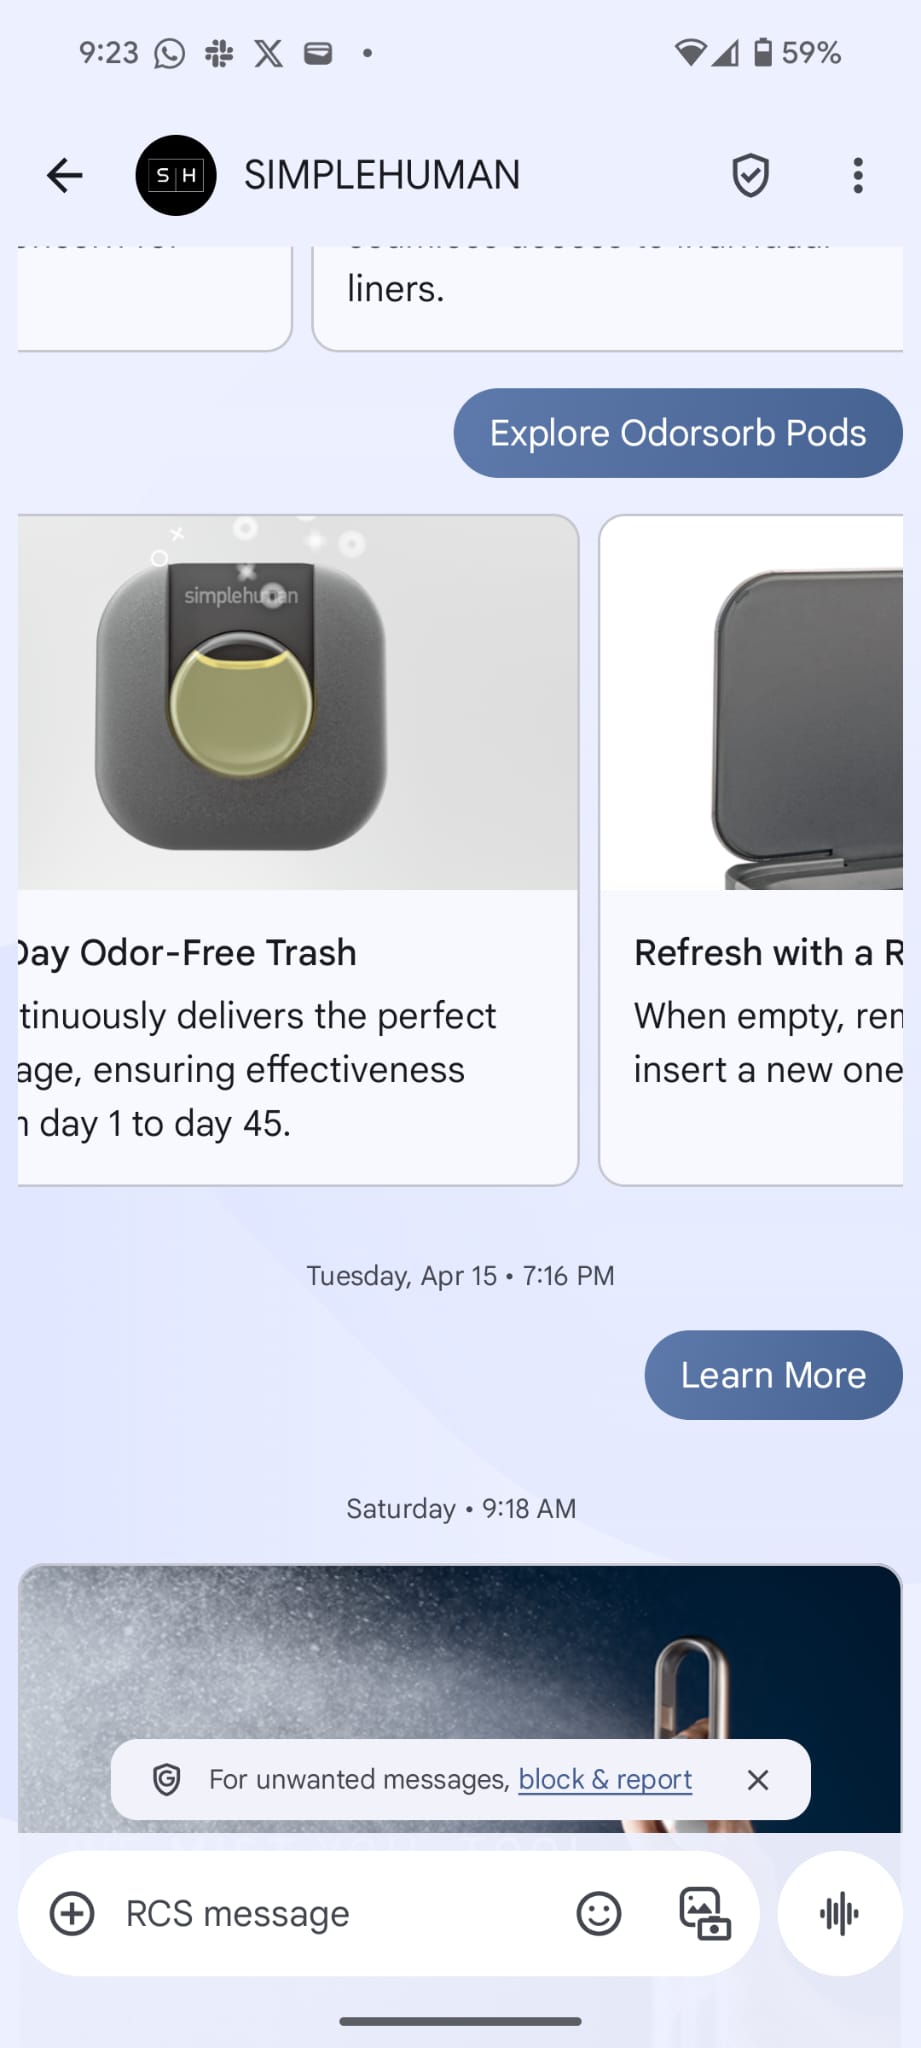 9:23
59%
S|H
SIMPLEHUMAN
liners.
Explore Odorsorb Pods
simplehuman
Day Odor-Free Trash
tinuously delivers the perfect
age, ensuring effectiveness
day 1 to day 45.
Refresh with a R
When empty, rem
insert a new one
Tuesday, Apr 15 • 7:16 PM
Learn More
Saturday • 9:18 AM
For unwanted messages, block & report
RCS message